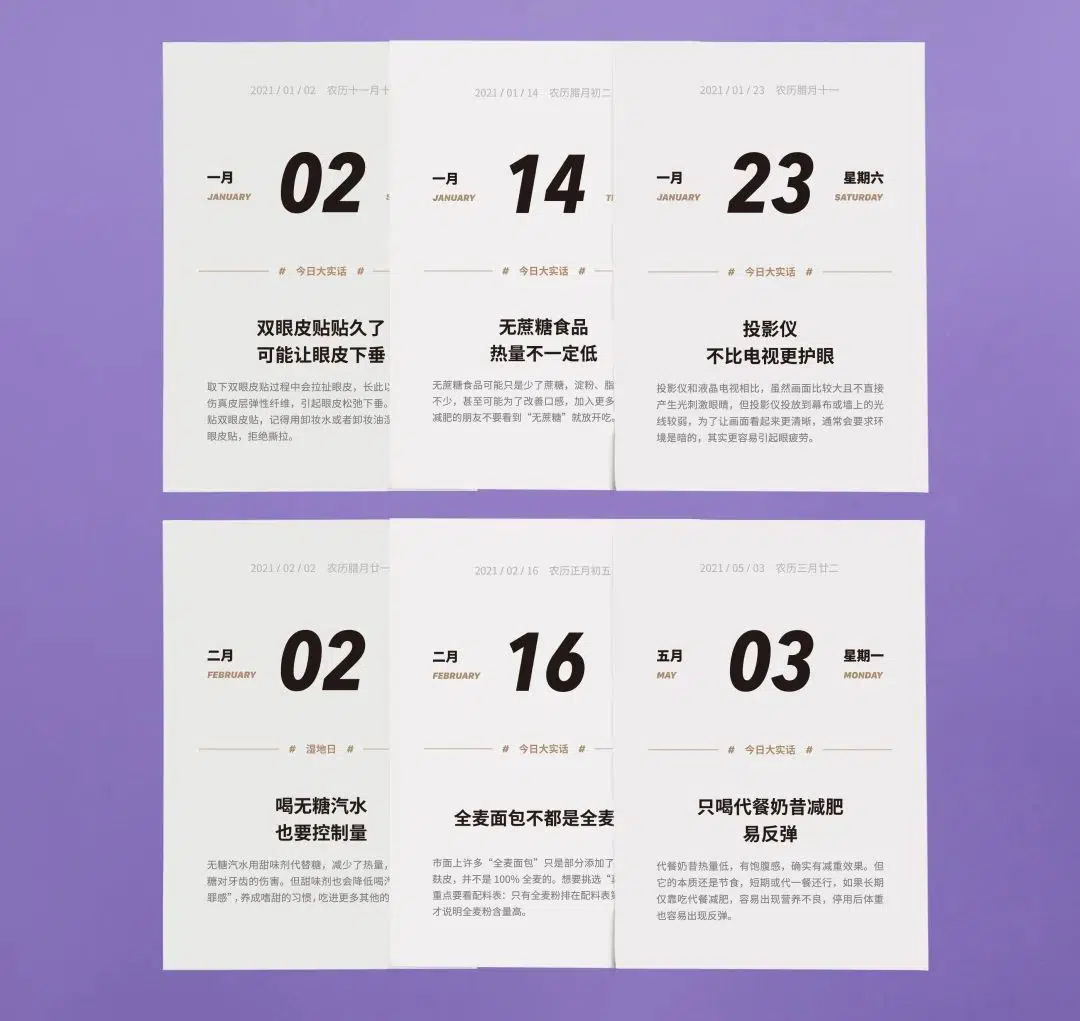 2021 / 01 / 02 农历十一月十
一月
JANUARY
02
# 今日大实话 #
双眼皮贴贴久了
可能让眼皮下垂
取下双眼皮贴过程中会拉扯眼皮，长此以
伤真皮层弹性纤维，引起眼皮松弛下垂。
贴双眼皮贴，记得用卸妆水或者卸妆油湿
眼皮贴，拒绝撕拉。
2021 / 01 / 14 农历腊月初二
一月
JANUARY
14
# 今日大实话 #
无蔗糖食品
热量不一定低
无蔗糖食品可能只是少了蔗糖，淀粉、脂
不少，甚至可能为了改善口感，加入更多
减肥的朋友不要看到“无蔗糖”就放开吃。
2021 / 01 / 23 农历腊月十一
一月
JANUARY
23
星期六
SATURDAY
# 今日大实话 #
投影仪
不比电视更护眼
投影仪和液晶电视相比，虽然画面比较大且不直接
产生光刺激眼睛，但投影仪投放到幕布或墙上的光
线较弱，为了让画面看起来更清晰，通常会要求环
境是暗的，其实更容易引起眼疲劳。
2021 / 02 / 02 农历腊月廿一
二月
FEBRUARY
02
# 湿地日 #
喝无糖汽水
也要控制量
无糖汽水用甜味剂代替糖，减少了热量，
糖对牙齿的伤害。但甜味剂也会降低喝汽
罪感”，养成嗜甜的习惯，吃进更多其他的
2021 / 02 / 16 农历正月初五
二月
FEBRUARY
16
# 今日大实话 #
全麦面包不都是全麦
市面上许多“全麦面包”只是部分添加了
麸皮，并不是 100% 全麦的。想要挑选“真
重点要看配料表：只有全麦粉排在配料表第
才说明全麦粉含量高。
2021 / 05 / 03 农历三月廿二
五月
MAY
03
星期一
MONDAY
# 今日大实话 #
只喝代餐奶昔减肥
易反弹
代餐奶昔热量低，有饱腹感，确实有减重效果。但
它的本质还是节食，短期或代一餐还行，如果长期
仅靠吃代餐减肥，容易出现营养不良，停用后体重
也容易出现反弹。